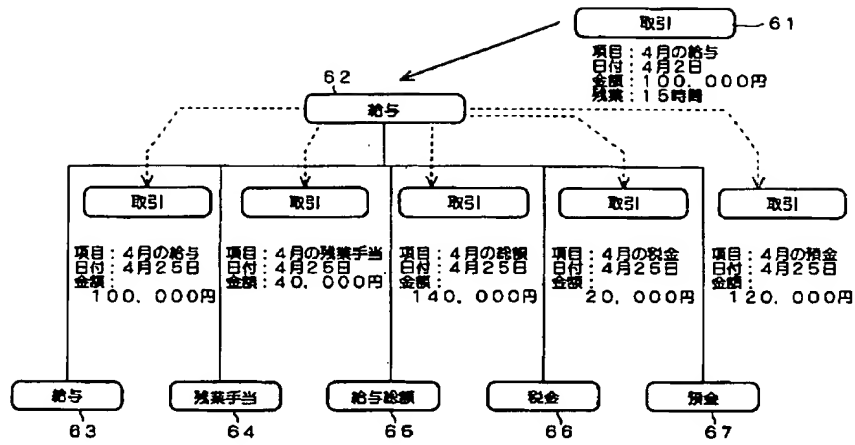 取引
61
項目：4月の給与
日付：4月2日
金額：100，000円
残業：15時間
62
給与
取引
取引
取引
取引
取引
項目：4月の給与
日付：4月25日
金額：
100，000円
項目：4月の残業手当
日付：4月25日
金額：40，000円
項目：4月の総額
日付：4月25日
金額：
140，000円
項目：4月の税金
日付：4月25日
金額：
20，000円
項目：4月の預金
日付：4月25日
金額：
120，000円
給与
残業手当
給与総額
税金
預金
63
64
65
66
67